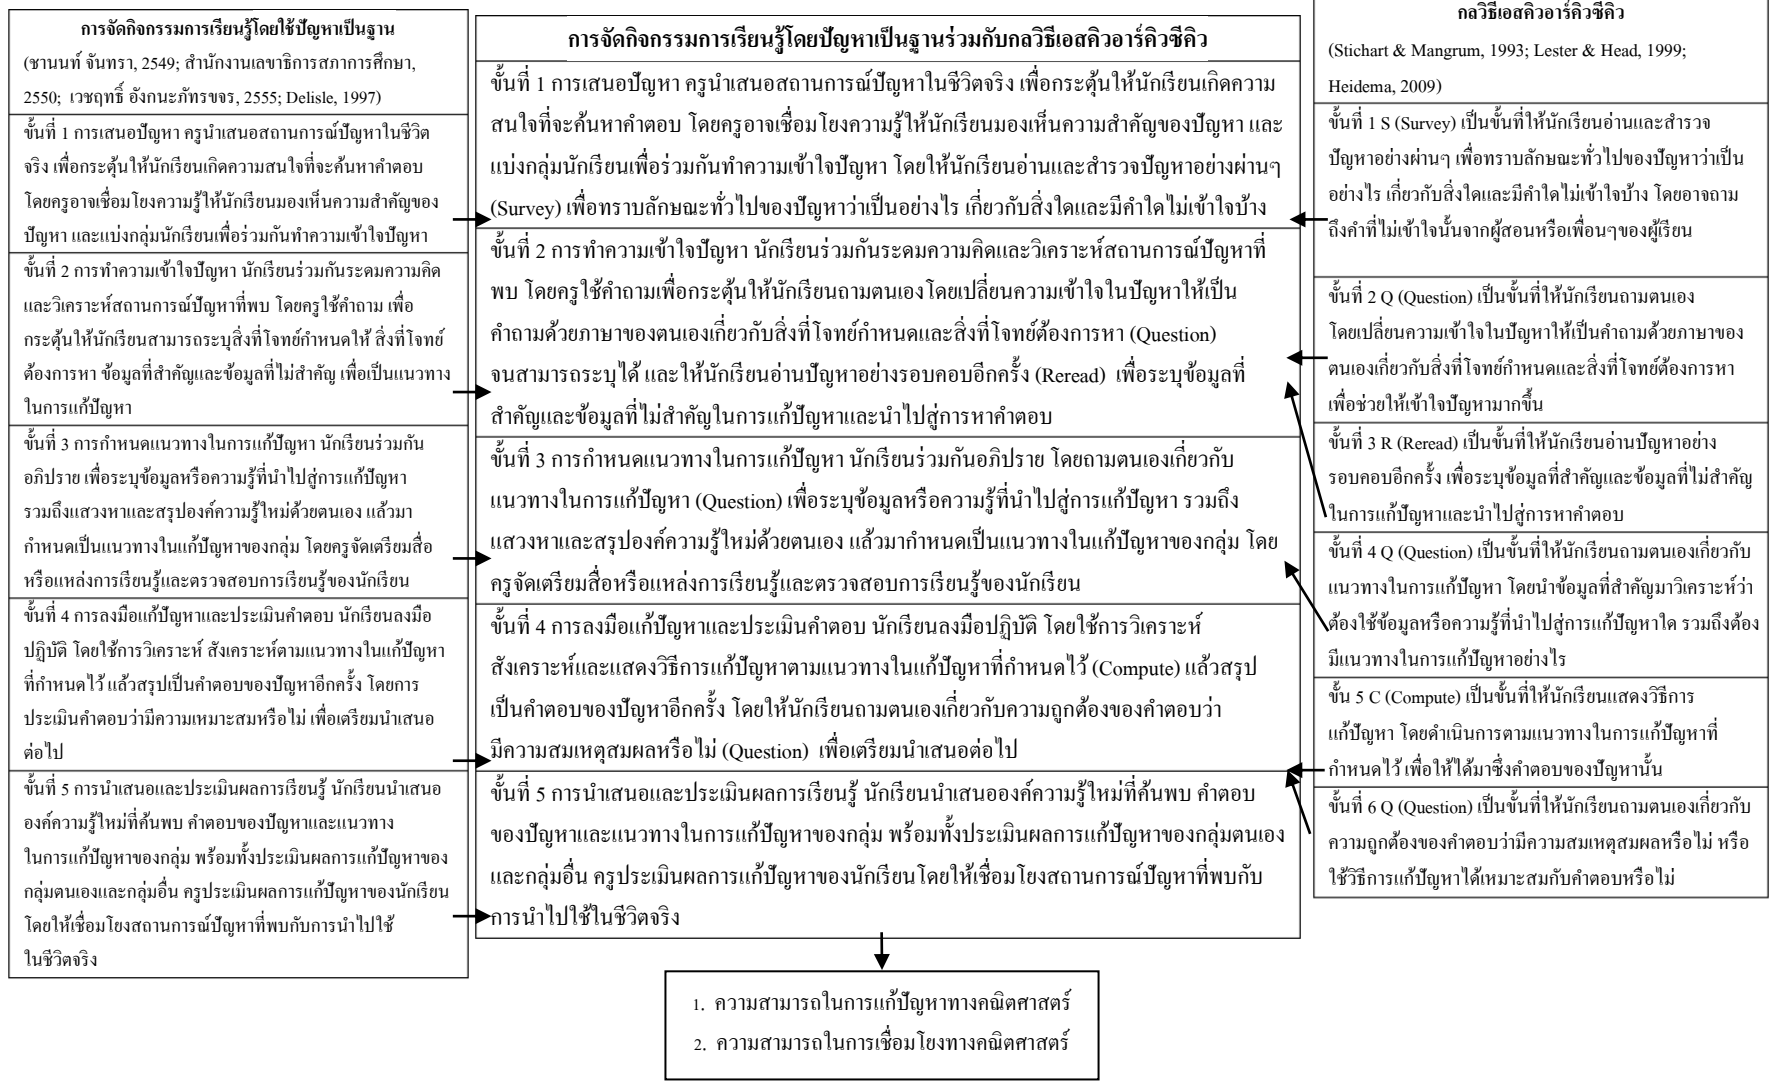 การจัดกิจกรรมการเรียนรู้โดยใช้ปัญหาเป็นฐาน
(ชานนท์ จันทรา, 2549; สำนักงานเลขาธิการสภาการศึกษา,
2550; เวชฤทธิ์ อังกนะภัทรขจร, 2555; Delisle, 1997)
ขั้นที่ 1 การเสนอปัญหา ครูนำเสนอสถานการณ์ปัญหาในชีวิต
จริง เพื่อกระตุ้นให้นักเรียนเกิดความสนใจที่จะค้นหาคำตอบ
โดยครูอาจเชื่อมโยงความรู้ให้นักเรียนมองเห็นความสำคัญของ
ปัญหา และแบ่งกลุ่มนักเรียนเพื่อร่วมกันทำความเข้าใจปัญหา
ขั้นที่ 2 การทำความเข้าใจปัญหา นักเรียนร่วมกันระดมความคิด
และวิเคราะห์สถานการณ์ปัญหาที่พบ โดยครูใช้คำถาม เพื่อ
กระตุ้นให้นักเรียนสามารถระบุสิ่งที่โจทย์กำหนดให้ สิ่งที่โจทย์
ต้องการหา ข้อมูลที่สำคัญและข้อมูลที่ไม่สำคัญ เพื่อเป็นแนวทาง
ในการแก้ปัญหา
ขั้นที่ 3 การกำหนดแนวทางในการแก้ปัญหา นักเรียนร่วมกัน
อภิปราย เพื่อระบุข้อมูลหรือความรู้ที่นำไปสู่การแก้ปัญหา
รวมถึงแสวงหาและสรุปองค์ความรู้ใหม่ด้วยตนเอง แล้วมา
กำหนดเป็นแนวทางในแก้ปัญหาของกลุ่ม โดยครูจัดเตรียมสื่อ
หรือแหล่งการเรียนรู้และตรวจสอบการเรียนรู้ของนักเรียน
ขั้นที่ 4 การลงมือแก้ปัญหาและประเมินคำตอบ นักเรียนลงมือ
ปฏิบัติ โดยใช้การวิเคราะห์ สังเคราะห์ตามแนวทางในแก้ปัญหา
ที่กำหนดไว้ แล้วสรุปเป็นคำตอบของปัญหาอีกครั้ง โดยการ
ประเมินคำตอบว่ามีความเหมาะสมหรือไม่ เพื่อเตรียมนำเสนอ
ต่อไป
ขั้นที่ 5 การนำเสนอและประเมินผลการเรียนรู้ นักเรียนนำเสนอ
องค์ความรู้ใหม่ที่ค้นพบ คำตอบของปัญหาและแนวทาง
ในการแก้ปัญหาของกลุ่ม พร้อมทั้งประเมินผลการแก้ปัญหาของ
กลุ่มตนเองและกลุ่มอื่น ครูประเมินผลการแก้ปัญหาของนักเรียน
โดยให้เชื่อมโยงสถานการณ์ปัญหาที่พบกับการนำไปใช้
ในชีวิตจริง
การจัดกิจกรรมการเรียนรู้โดยปัญหาเป็นฐานร่วมกับกลวิธีเอสคิวอาร์คิวซีคิว
ขั้นที่ 1 การเสนอปัญหา ครูนำเสนอสถานการณ์ปัญหาในชีวิตจริง เพื่อกระตุ้นให้นักเรียนเกิดความ
สนใจที่จะค้นหาคำตอบ โดยครูอาจเชื่อมโยงความรู้ให้นักเรียนมองเห็นความสำคัญของปัญหา และ
แบ่งกลุ่มนักเรียนเพื่อร่วมกันทำความเข้าใจปัญหา โดยให้นักเรียนอ่านและสำรวจปัญหาอย่างผ่านๆ
(Survey) เพื่อทราบลักษณะทั่วไปของปัญหาว่าเป็นอย่างไร เกี่ยวกับสิ่งใดและมีคำใดไม่เข้าใจบ้าง
ขั้นที่ 2 การทำความเข้าใจปัญหา นักเรียนร่วมกันระดมความคิดและวิเคราะห์สถานการณ์ปัญหาที่
พบ โดยครูใช้คำถามเพื่อกระตุ้นให้นักเรียนถามตนเองโดยเปลี่ยนความเข้าใจในปัญหาให้เป็น
คำถามด้วยภาษาของตนเองเกี่ยวกับสิ่งที่โจทย์กำหนดและสิ่งที่โจทย์ต้องการหา (Question)
จนสามารถระบุได้ และให้นักเรียนอ่านปัญหาอย่างรอบคอบอีกครั้ง (Reread) เพื่อระบุข้อมูลที่
สำคัญและข้อมูลที่ไม่สำคัญในการแก้ปัญหาและนำไปสู่การหาคำตอบ
ขั้นที่ 3 การกำหนดแนวทางในการแก้ปัญหา นักเรียนร่วมกันอภิปราย โดยถามตนเองเกี่ยวกับ
แนวทางในการแก้ปัญหา (Question) เพื่อระบุข้อมูลหรือความรู้ที่นำไปสู่การแก้ปัญหา รวมถึง
แสวงหาและสรุปองค์ความรู้ใหม่ด้วยตนเอง แล้วมากำหนดเป็นแนวทางในแก้ปัญหาของกลุ่ม โดย
ครูจัดเตรียมสื่อหรือแหล่งการเรียนรู้และตรวจสอบการเรียนรู้ของนักเรียน
ขั้นที่ 4 การลงมือแก้ปัญหาและประเมินคำตอบ นักเรียนลงมือปฏิบัติ โดยใช้การวิเคราะห์
สังเคราะห์และแสดงวิธีการแก้ปัญหาตามแนวทางในแก้ปัญหาที่กำหนดไว้ (Compute) แล้วสรุป
เป็นคำตอบของปัญหาอีกครั้ง โดยให้นักเรียนถามตนเองเกี่ยวกับความถูกต้องของคำตอบว่า
มีความสมเหตุสมผลหรือไม่ (Question) เพื่อเตรียมนำเสนอต่อไป
ขั้นที่ 5 การนำเสนอและประเมินผลการเรียนรู้ นักเรียนนำเสนอองค์ความรู้ใหม่ที่ค้นพบ คำตอบ
ของปัญหาและแนวทางในการแก้ปัญหาของกลุ่ม พร้อมทั้งประเมินผลการแก้ปัญหาของกลุ่มตนเอง
และกลุ่มอื่น ครูประเมินผลการแก้ปัญหาของนักเรียนโดยให้เชื่อมโยงสถานการณ์ปัญหาที่พบกับ
การนำไปใช้ในชีวิตจริง
กลวิธีเอสคิวอาร์คิวซีคิว
(Stichart & Mangrum, 1993; Lester & Head, 1999;
Heidema, 2009)
ขั้นที่ 1 S (Survey) เป็นขั้นที่ให้นักเรียนอ่านและสำรวจ
ปัญหาอย่างผ่านๆ เพื่อทราบลักษณะทั่วไปของปัญหาว่าเป็น
อย่างไร เกี่ยวกับสิ่งใดและมีคำใดไม่เข้าใจบ้าง โดยอาจถาม
ถึงคำที่ไม่เข้าใจนั้นจากผู้สอนหรือเพื่อนๆของผู้เรียน
ขั้นที่ 2 Q (Question) เป็นขั้นที่ให้นักเรียนถามตนเอง
โดยเปลี่ยนความเข้าใจในปัญหาให้เป็นคำถามด้วยภาษาของ
ตนเองเกี่ยวกับสิ่งที่โจทย์กำหนดและสิ่งที่โจทย์ต้องการหา
เพื่อช่วยให้เข้าใจปัญหามากขึ้น
ขั้นที่ 3 R (Reread) เป็นขั้นที่ให้นักเรียนอ่านปัญหาอย่าง
รอบคอบอีกครั้ง เพื่อระบุข้อมูลที่สำคัญและข้อมูลที่ไม่สำคัญ
ในการแก้ปัญหาและนำไปสู่การหาคำตอบ
ขั้นที่ 4 Q (Question) เป็นขั้นที่ให้นักเรียนถามตนเองเกี่ยวกับ
แนวทางในการแก้ปัญหา โดยนำข้อมูลที่สำคัญมาวิเคราะห์ว่า
ต้องใช้ข้อมูลหรือความรู้ที่นำไปสู่การแก้ปัญหาใด รวมถึงต้อง
มีแนวทางในการแก้ปัญหาอย่างไร
ขั้น 5 C (Compute) เป็นขั้นที่ให้นักเรียนแสดงวิธีการ
แก้ปัญหา โดยดำเนินการตามแนวทางในการแก้ปัญหาที่
กำหนดไว้ เพื่อให้ได้มาซึ่งคำตอบของปัญหานั้น
ขั้นที่ 6 Q (Question) เป็นขั้นที่ให้นักเรียนถามตนเองเกี่ยวกับ
ความถูกต้องของคำตอบว่ามีความสมเหตุสมผลหรือไม่ หรือ
ใช้วิธีการแก้ปัญหาได้เหมาะสมกับคำตอบหรือไม่
1. ความสามารถในการแก้ปัญหาทางคณิตศาสตร์
2. ความสามารถในการเชื่อมโยงทางคณิตศาสตร์